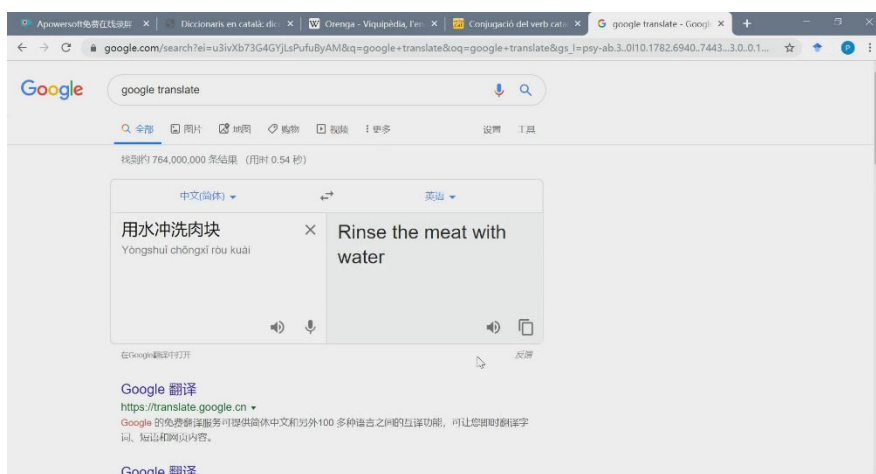 Apowersoft免费在线录屏
Diccionaris en català: dic
Orenga - Viquipèdia, l'en
Conjugació del verb cata
google translate - Googl
google.com/search?ei=u3ivXb73G4GYjLsPufuByAM&q=google+translate&oq=google+translate&gs_l=psy-ab.3..0l10.1782.6940..7443...3.0..0.1...
Google
google translate
全部 图片 地图 购物 视频 更多 设置 工具
找到约 764,000,000 条结果 (用时 0.54 秒)
中文(简体) 英语
用水冲洗肉块
Yòngshuǐ chōngxǐ ròu kuài
Rinse the meat with
water
在Google翻译中打开
反馈
Google 翻译
https://translate.google.cn
Google 的免费翻译服务可提供简体中文和另外100 多种语言之间的互译功能，可让您即时翻译字
词、短语和网页内容。
Google 翻译